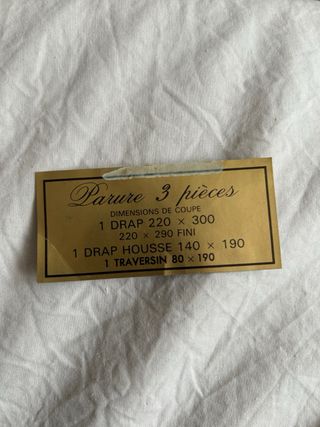 Parure 3 pièces
DIMENSIONS DE COUPE
1 DRAP 220 × 300
220 × 290 FINI
1 DRAP HOUSSE 140 × 190
1 TRAVERSIN 80 × 190